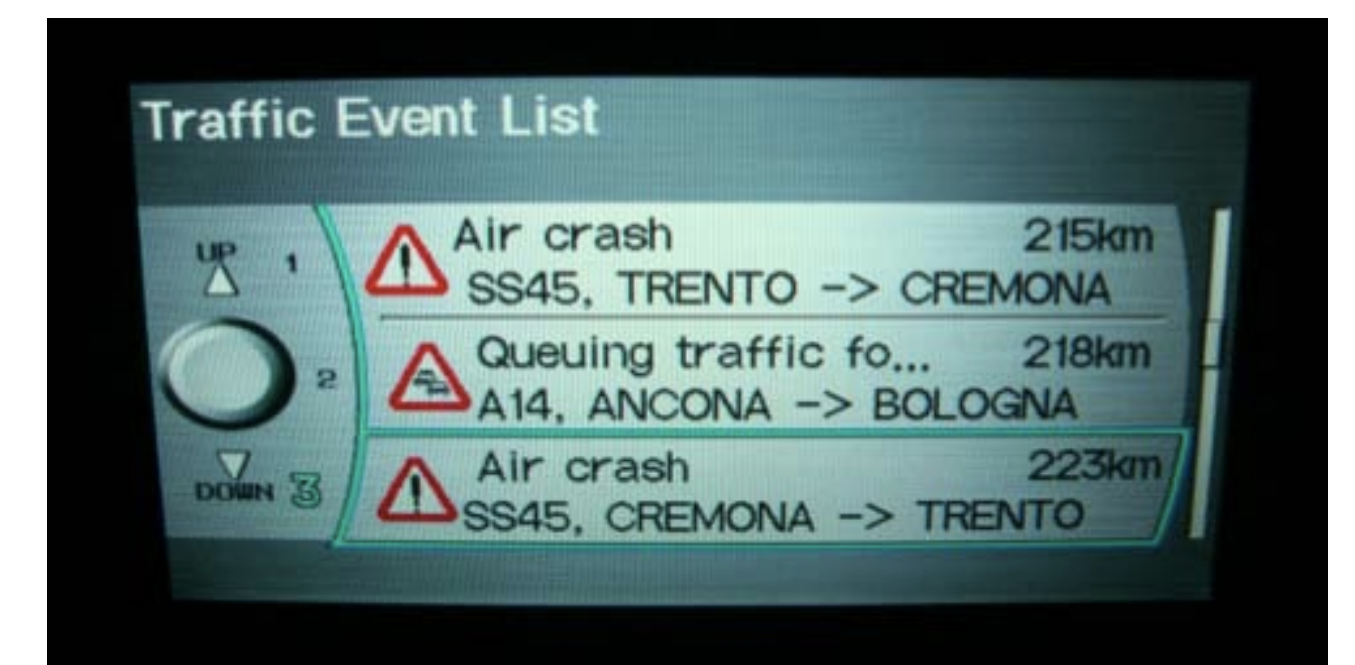 Traffic Event List
UP 1
Air crash 215km
SS45, TRENTO -> CREMONA
2
Queuing traffic fo... 218km
A14, ANCONA -> BOLOGNA
DOWN 3
Air crash 223km
SS45, CREMONA -> TRENTO